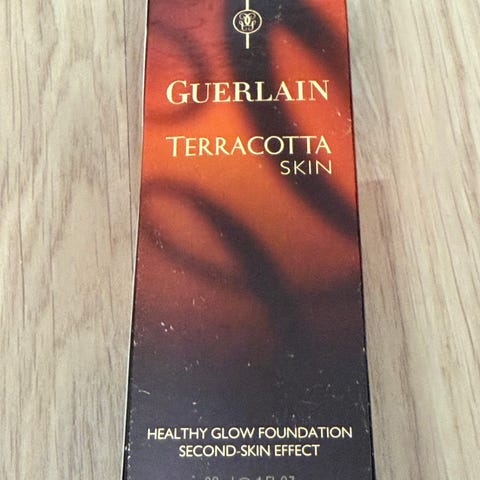 GUERLAIN
TERRACOTTA
SKIN
HEALTHY GLOW FOUNDATION
SECOND-SKIN EFFECT